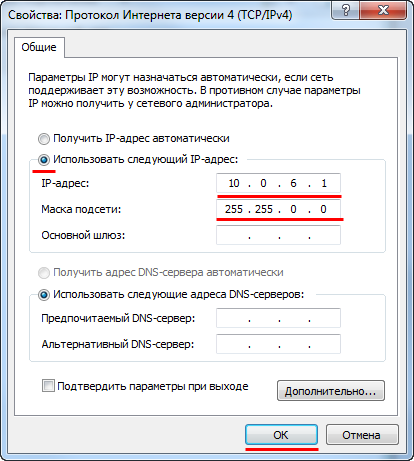 Свойства: Протокол Интернета версии 4 (TCP/IPv4)
Общие
Параметры IP могут назначаться автоматически, если сеть
поддерживает эту возможность. В противном случае параметры
IP можно получить у сетевого администратора.
Получить IP-адрес автоматически
Использовать следующий IP-адрес:
IP-адрес: 10 . 0 . 6 . 1
Маска подсети: 255 . 255 . 0 . 0
Основной шлюз: . . .
Получить адрес DNS-сервера автоматически
Использовать следующие адреса DNS-серверов:
Предпочитаемый DNS-сервер: . . .
Альтернативный DNS-сервер: . . .
Подтвердить параметры при выходе
Дополнительно...
ОК Отмена